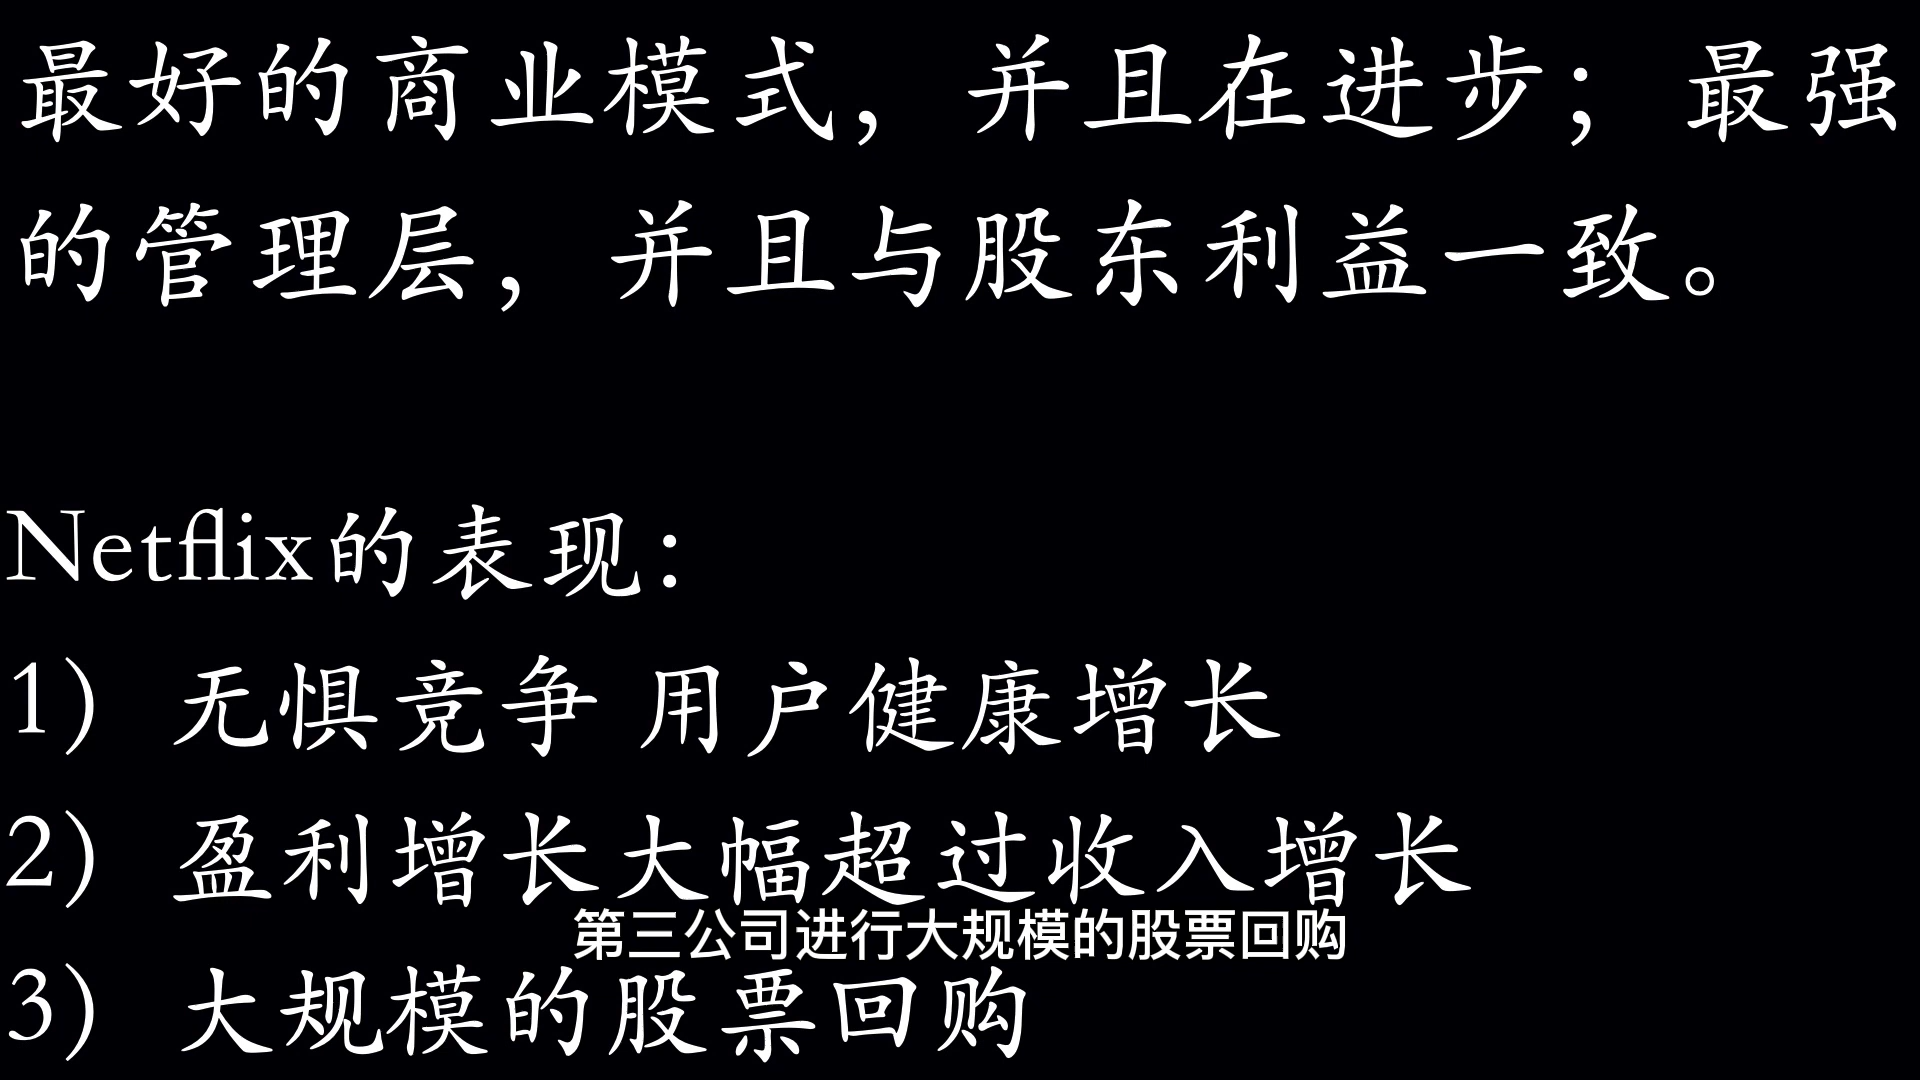 最好的商业模式，并且在进步；最强
的管理层，并且与股东利益一致。
Netflix的表现：
1） 无惧竞争 用户健康增长
2） 盈利增长大幅超过收入增长
第三公司进行大规模的股票回购
3） 大规模的股票回购